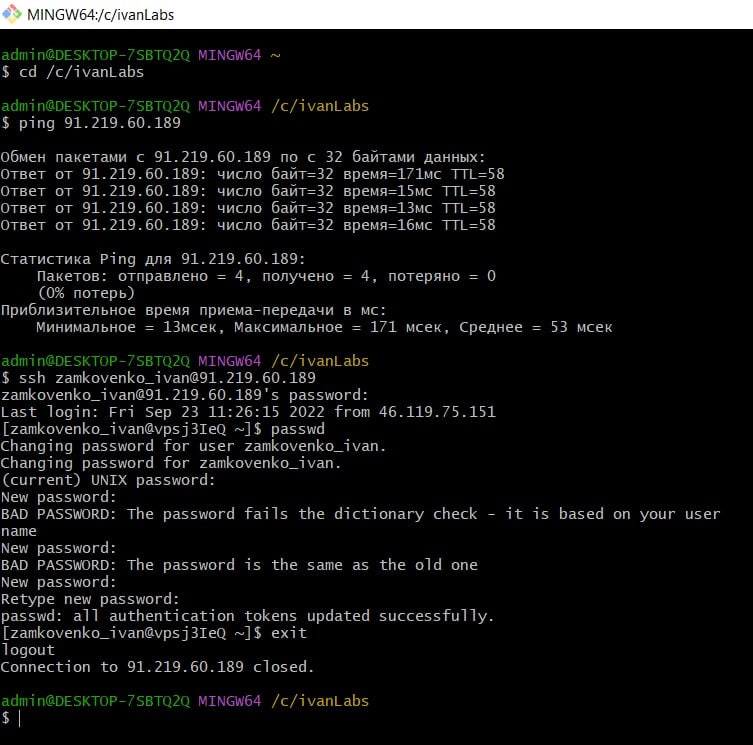 MINGW64:/c/ivanLabs
admin@DESKTOP-7SBTQ2Q MINGW64 ~
$ cd /c/ivanLabs
admin@DESKTOP-7SBTQ2Q MINGW64 /c/ivanLabs
$ ping 91.219.60.189
Обмен пакетами с 91.219.60.189 по с 32 байтами данных:
Ответ от 91.219.60.189: число байт=32 время=171мс TTL=58
Ответ от 91.219.60.189: число байт=32 время=15мс TTL=58
Ответ от 91.219.60.189: число байт=32 время=13мс TTL=58
Ответ от 91.219.60.189: число байт=32 время=16мс TTL=58
Статистика Ping для 91.219.60.189:
    Пакетов: отправлено = 4, получено = 4, потеряно = 0
    (0% потерь)
Приблизительное время приема-передачи в мс:
    Минимальное = 13мсек, Максимальное = 171 мсек, Среднее = 53 мсек
admin@DESKTOP-7SBTQ2Q MINGW64 /c/ivanLabs
$ ssh zamkovenko_ivan@91.219.60.189
zamkovenko_ivan@91.219.60.189's password:
Last login: Fri Sep 23 11:26:15 2022 from 46.119.75.151
[zamkovenko_ivan@vpsj3IeQ ~]$ passwd
Changing password for user zamkovenko_ivan.
Changing password for zamkovenko_ivan.
(current) UNIX password:
New password:
BAD PASSWORD: The password fails the dictionary check - it is based on your user
name
New password:
BAD PASSWORD: The password is the same as the old one
New password:
Retype new password:
passwd: all authentication tokens updated successfully.
[zamkovenko_ivan@vpsj3IeQ ~]$ exit
logout
Connection to 91.219.60.189 closed.
admin@DESKTOP-7SBTQ2Q MINGW64 /c/ivanLabs
$